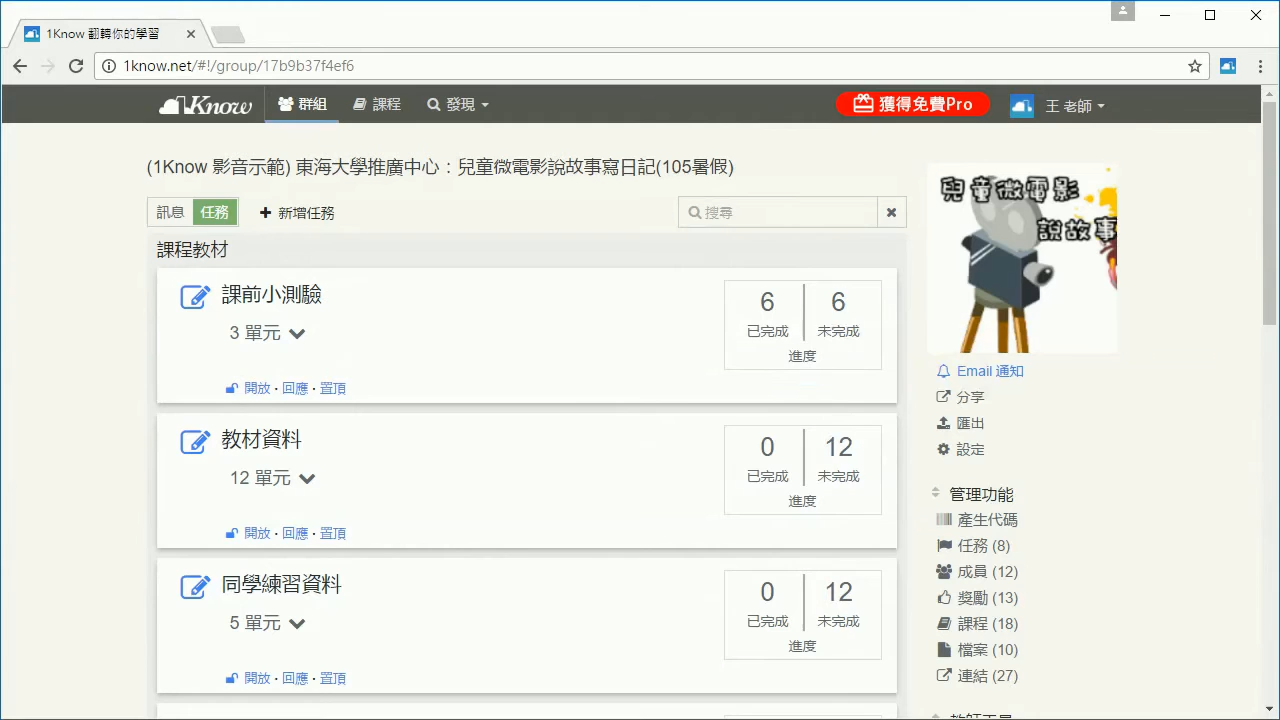 1Know 翻轉你的學習
1know.net/#!/group/17b9b37f4ef6
1Know 群組 課程 發現 獲得免費Pro 王 老師
(1Know 影音示範) 東海大學推廣中心：兒童微電影說故事寫日記(105暑假)
訊息 任務 新增任務 搜尋
課程教材
課前小測驗
3 單元
6 6
已完成 未完成
進度
開放 · 回應 · 置頂
教材資料
12 單元
0 12
已完成 未完成
進度
開放 · 回應 · 置頂
同學練習資料
5 單元
0 12
已完成 未完成
進度
開放 · 回應 · 置頂
兒童微電影
說故事
Email 通知
分享
匯出
設定
管理功能
產生代碼
任務 (8)
成員 (12)
獎勵 (13)
課程 (18)
檔案 (10)
連結 (27)